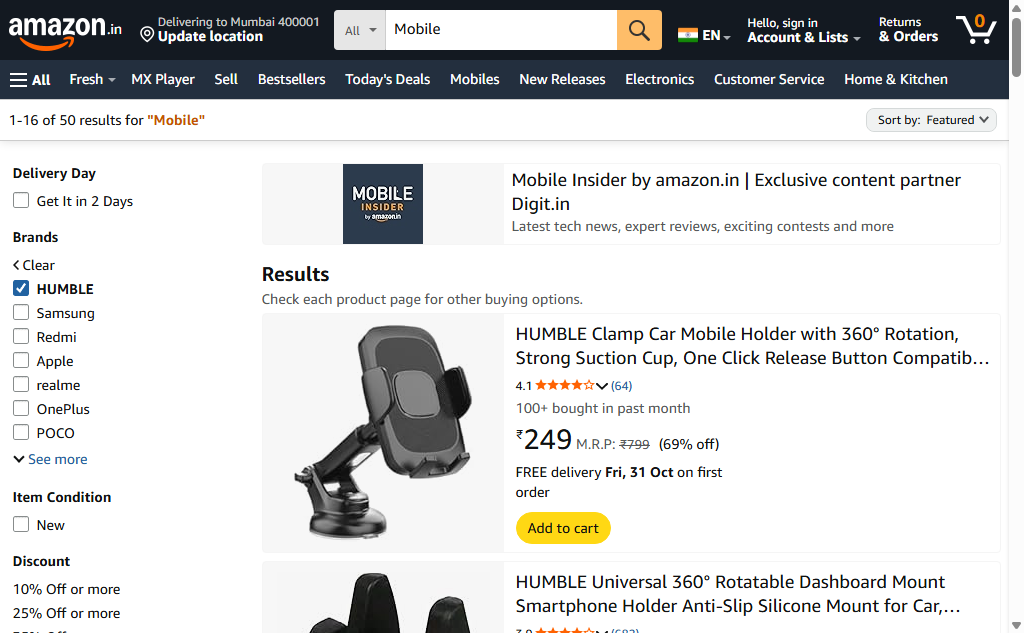 amazon.in
Delivering to Mumbai 400001
Update location
All
Mobile
EN
Hello, sign in
Account & Lists
Returns
& Orders
0
All
Fresh
MX Player
Sell
Bestsellers
Today's Deals
Mobiles
New Releases
Electronics
Customer Service
Home & Kitchen
1-16 of 50 results for "Mobile"
Sort by: Featured
Delivery Day
Get It in 2 Days
Brands
Clear
HUMBLE
Samsung
Redmi
Apple
realme
OnePlus
POCO
See more
Item Condition
New
Discount
10% Off or more
25% Off or more
MOBILE
INSIDER
by amazon.in
Mobile Insider by amazon.in | Exclusive content partner
Digit.in
Latest tech news, expert reviews, exciting contests and more
Results
Check each product page for other buying options.
HUMBLE Clamp Car Mobile Holder with 360° Rotation,
Strong Suction Cup, One Click Release Button Compatib…
4.1 (64)
100+ bought in past month
₹249 M.R.P: ₹799 (69% off)
FREE delivery Fri, 31 Oct on first
order
Add to cart
HUMBLE Universal 360° Rotatable Dashboard Mount
Smartphone Holder Anti-Slip Silicone Mount for Car,…